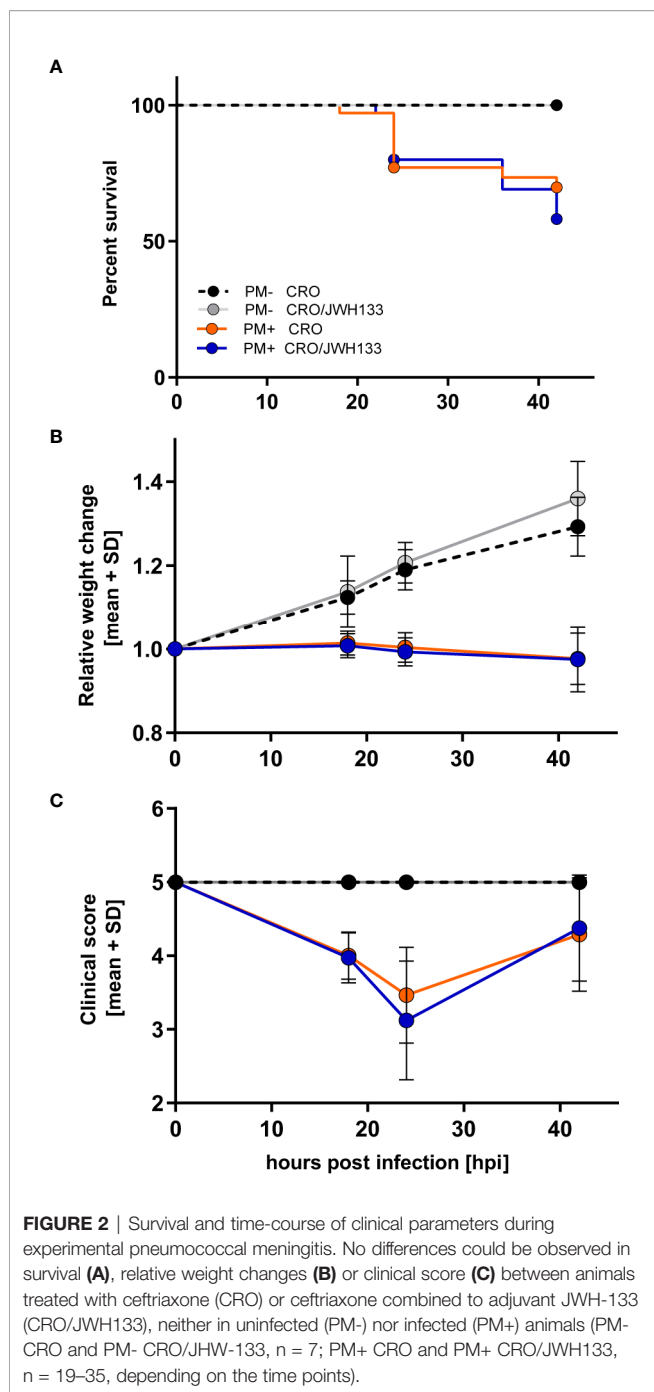 A
100
50
0
Percent survival
PM- CRO
PM- CRO/JWH133
PM+ CRO
PM+ CRO/JWH133
0 10 20 30 40
B
1.4
1.2
1.0
0.8
Relative weight change
[mean + SD]
0 10 20 30 40
C
6
5
4
3
2
Clinical score
[mean + SD]
0 10 20 30 40
hours post infection [hpi]
FIGURE 2 | Survival and time-course of clinical parameters during
experimental pneumococcal meningitis. No differences could be observed in
survival (A), relative weight changes (B) or clinical score (C) between animals
treated with ceftriaxone (CRO) or ceftriaxone combined to adjuvant JWH-133
(CRO/JWH133), neither in uninfected (PM-) nor infected (PM+) animals (PM-
CRO and PM- CRO/JHW-133, n = 7; PM+ CRO and PM+ CRO/JWH133,
n = 19–35, depending on the time points).